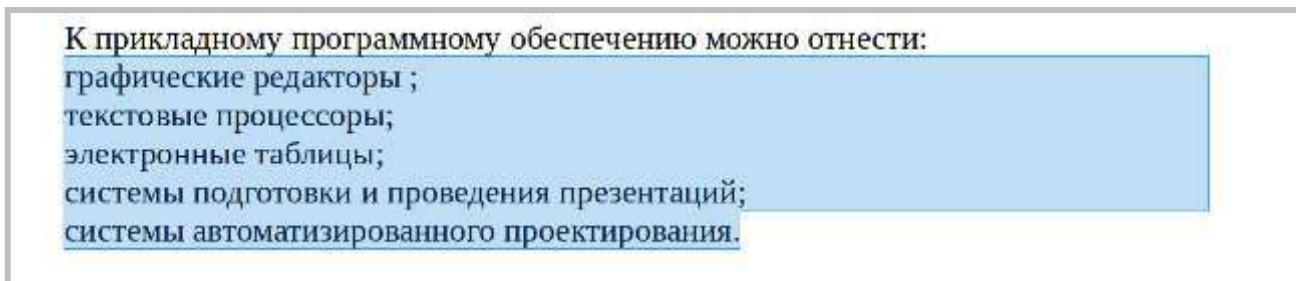 К прикладному программному обеспечению можно отнести:
графические редакторы ;
текстовые процессоры;
электронные таблицы;
системы подготовки и проведения презентаций;
системы автоматизированного проектирования.